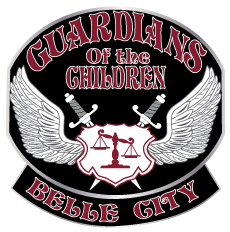 GUARDIANS
Of the
CHILDREN
BELLE CITY